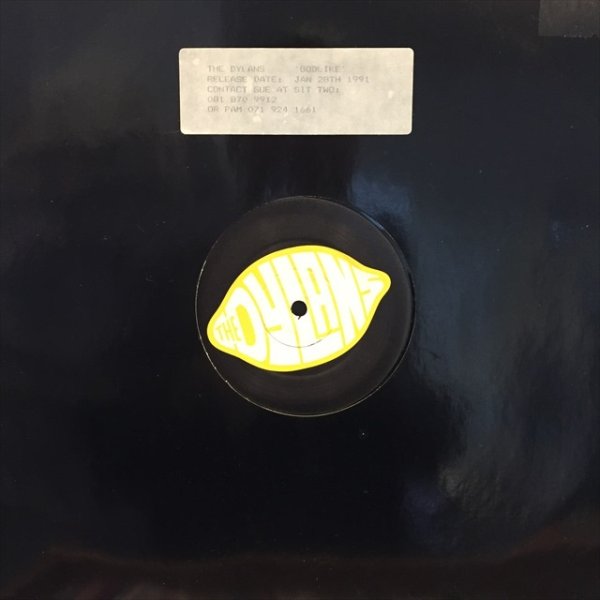 THE DYLANS 'GODLIKE'
RELEASE DATE: JAN 28TH 1991
CONTACT SUE AT BIT TWO:
081 870 9912
OR PAM 071 924 1661
THE DYLANS